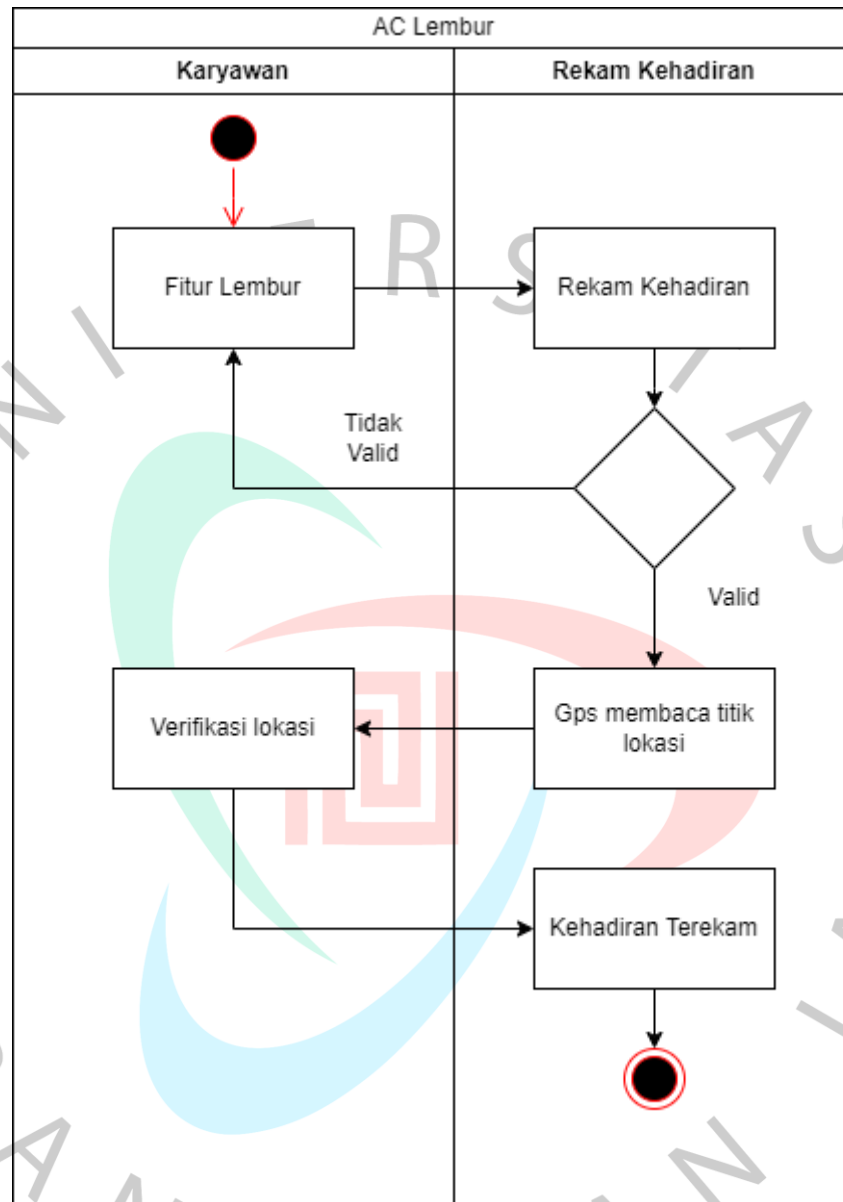 AC Lembur
Karyawan
Rekam Kehadiran
Fitur Lembur
Rekam Kehadiran
Tidak
Valid
Valid
Verifikasi lokasi
Gps membaca titik
lokasi
Kehadiran Terekam